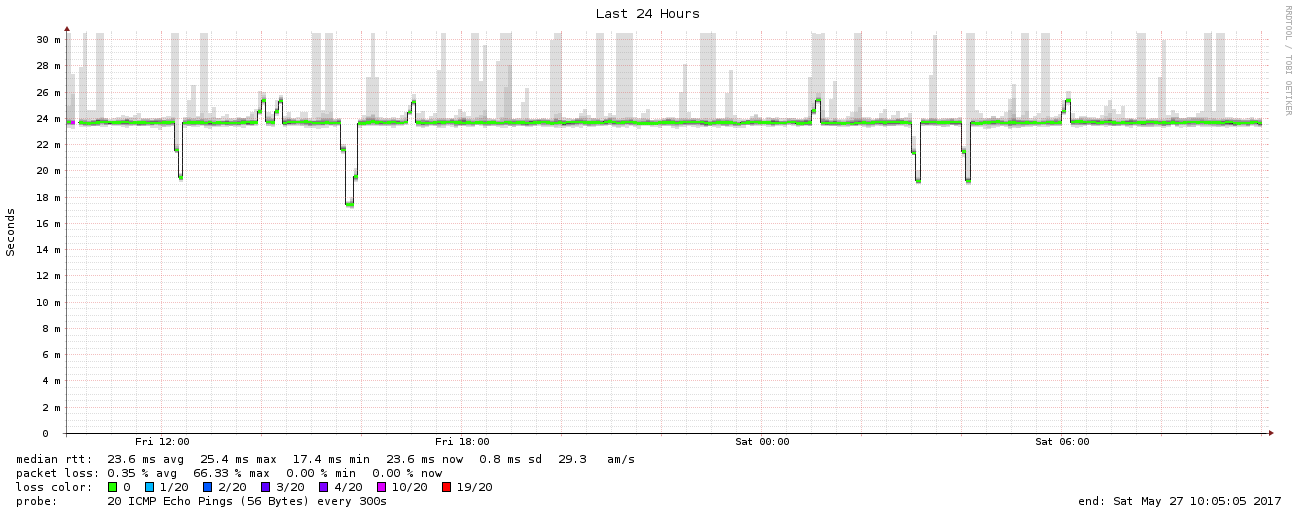 Last 24 Hours
RRDTOOL / TOBI OETIKER
30 m
28 m
26 m
24 m
22 m
20 m
18 m
16 m
14 m
12 m
10 m
8 m
6 m
4 m
2 m
0
Seconds
Fri 12:00 Fri 18:00 Sat 00:00 Sat 06:00
median rtt: 23.6 ms avg 25.4 ms max 17.4 ms min 23.6 ms now 0.8 ms sd 29.3 am/s
packet loss: 0.35 % avg 66.33 % max 0.00 % min 0.00 % now
loss color: 0 1/20 2/20 3/20 4/20 10/20 19/20
probe: 20 ICMP Echo Pings (56 Bytes) every 300s end: Sat May 27 10:05:05 2017